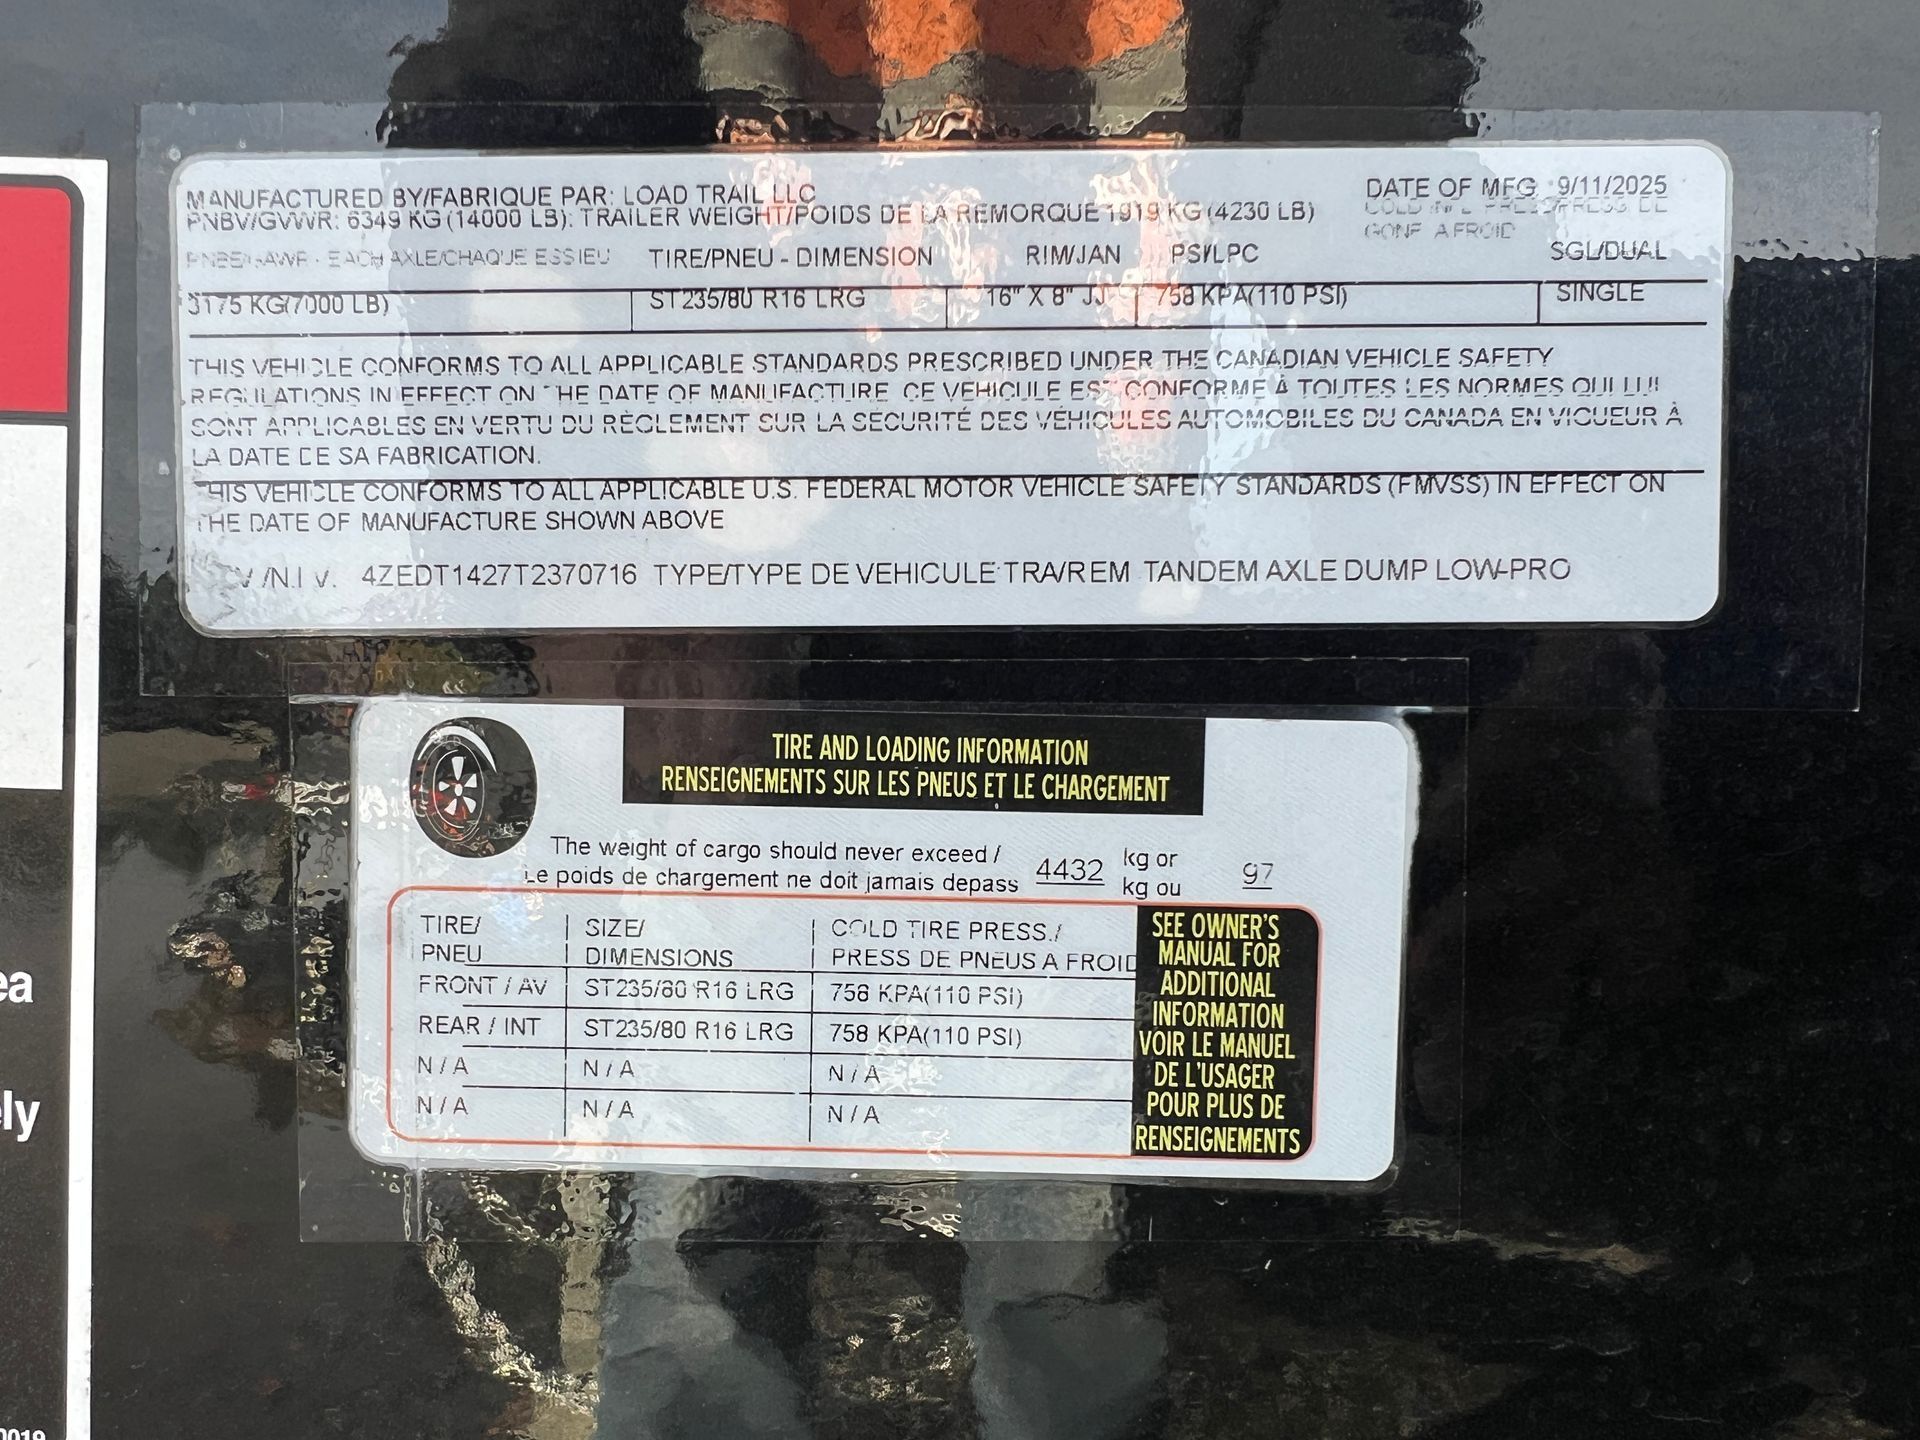 MANUFACTURED BY/FABRIQUE PAR: LOAD TRAIL LLC
DATE OF MFG. 9/11/2025
PNBV/GVWR: 6349 KG (14000 LB): TRAILER WEIGHT/POIDS DE LA REMORQUE 1919 KG (4230 LB)
EACH AXLE/CHAQUE ESSIEU TIRE/PNEU - DIMENSION RIM/JAN PSI/LPC SGL/DUAL
3175 KG(7000 LB) ST235/80 R16 LRG 16" X 8" JJ 758 KPA(110 PSI) SINGLE
THIS VEHICLE CONFORMS TO ALL APPLICABLE STANDARDS PRESCRIBED UNDER THE CANADIAN VEHICLE SAFETY
REGULATIONS IN EFFECT ON THE DATE OF MANUFACTURE. CE VEHICULE EST CONFORME À TOUTES LES NORMES QUI LUI
SONT APPLICABLES EN VERTU DU RÈGLEMENT SUR LA SÉCURITÉ DES VÉHICULES AUTOMOBILES DU CANADA EN VIGUEUR À
LA DATE DE SA FABRICATION.
THIS VEHICLE CONFORMS TO ALL APPLICABLE U.S. FEDERAL MOTOR VEHICLE SAFETY STANDARDS (FMVSS) IN EFFECT ON
THE DATE OF MANUFACTURE SHOWN ABOVE
/N.I.V. 4ZEDT1427T2370716 TYPE/TYPE DE VEHICULE: TRA/REM TANDEM AXLE DUMP LOW-PRO
TIRE AND LOADING INFORMATION
RENSEIGNEMENTS SUR LES PNEUS ET LE CHARGEMENT
The weight of cargo should never exceed /
Le poids de chargement ne doit jamais depass
4432
kg or
kg ou
97
TIRE/ SIZE/ COLD TIRE PRESS./
PNEU DIMENSIONS PRESS DE PNEUS A FROID
FRONT / AV ST235/80 R16 LRG 758 KPA(110 PSI)
REAR / INT ST235/80 R16 LRG 758 KPA(110 PSI)
N/A N/A N/A
N/A N/A N/A
SEE OWNER'S
MANUAL FOR
ADDITIONAL
INFORMATION
VOIR LE MANUEL
DE L'USAGER
POUR PLUS DE
RENSEIGNEMENTS
ea
ely
0019